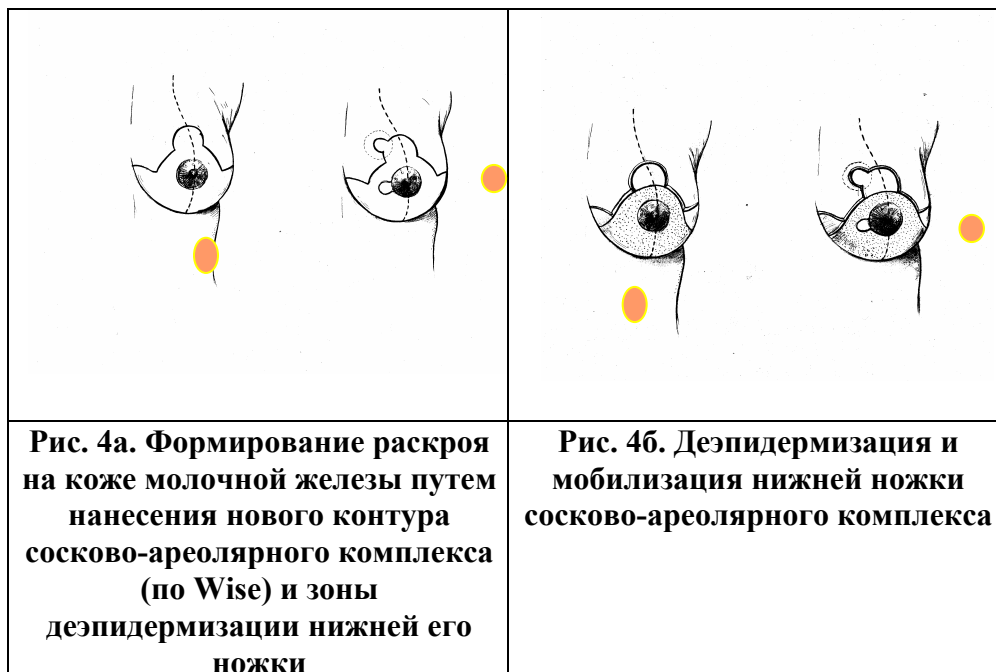 Рис. 4а. Формирование раскроя
на коже молочной железы путем
нанесения нового контура
сосково-ареолярного комплекса
(по Wise) и зоны
деэпидермизации нижней его
ножки
Рис. 4б. Деэпидермизация и
мобилизация нижней ножки
сосково-ареолярного комплекса